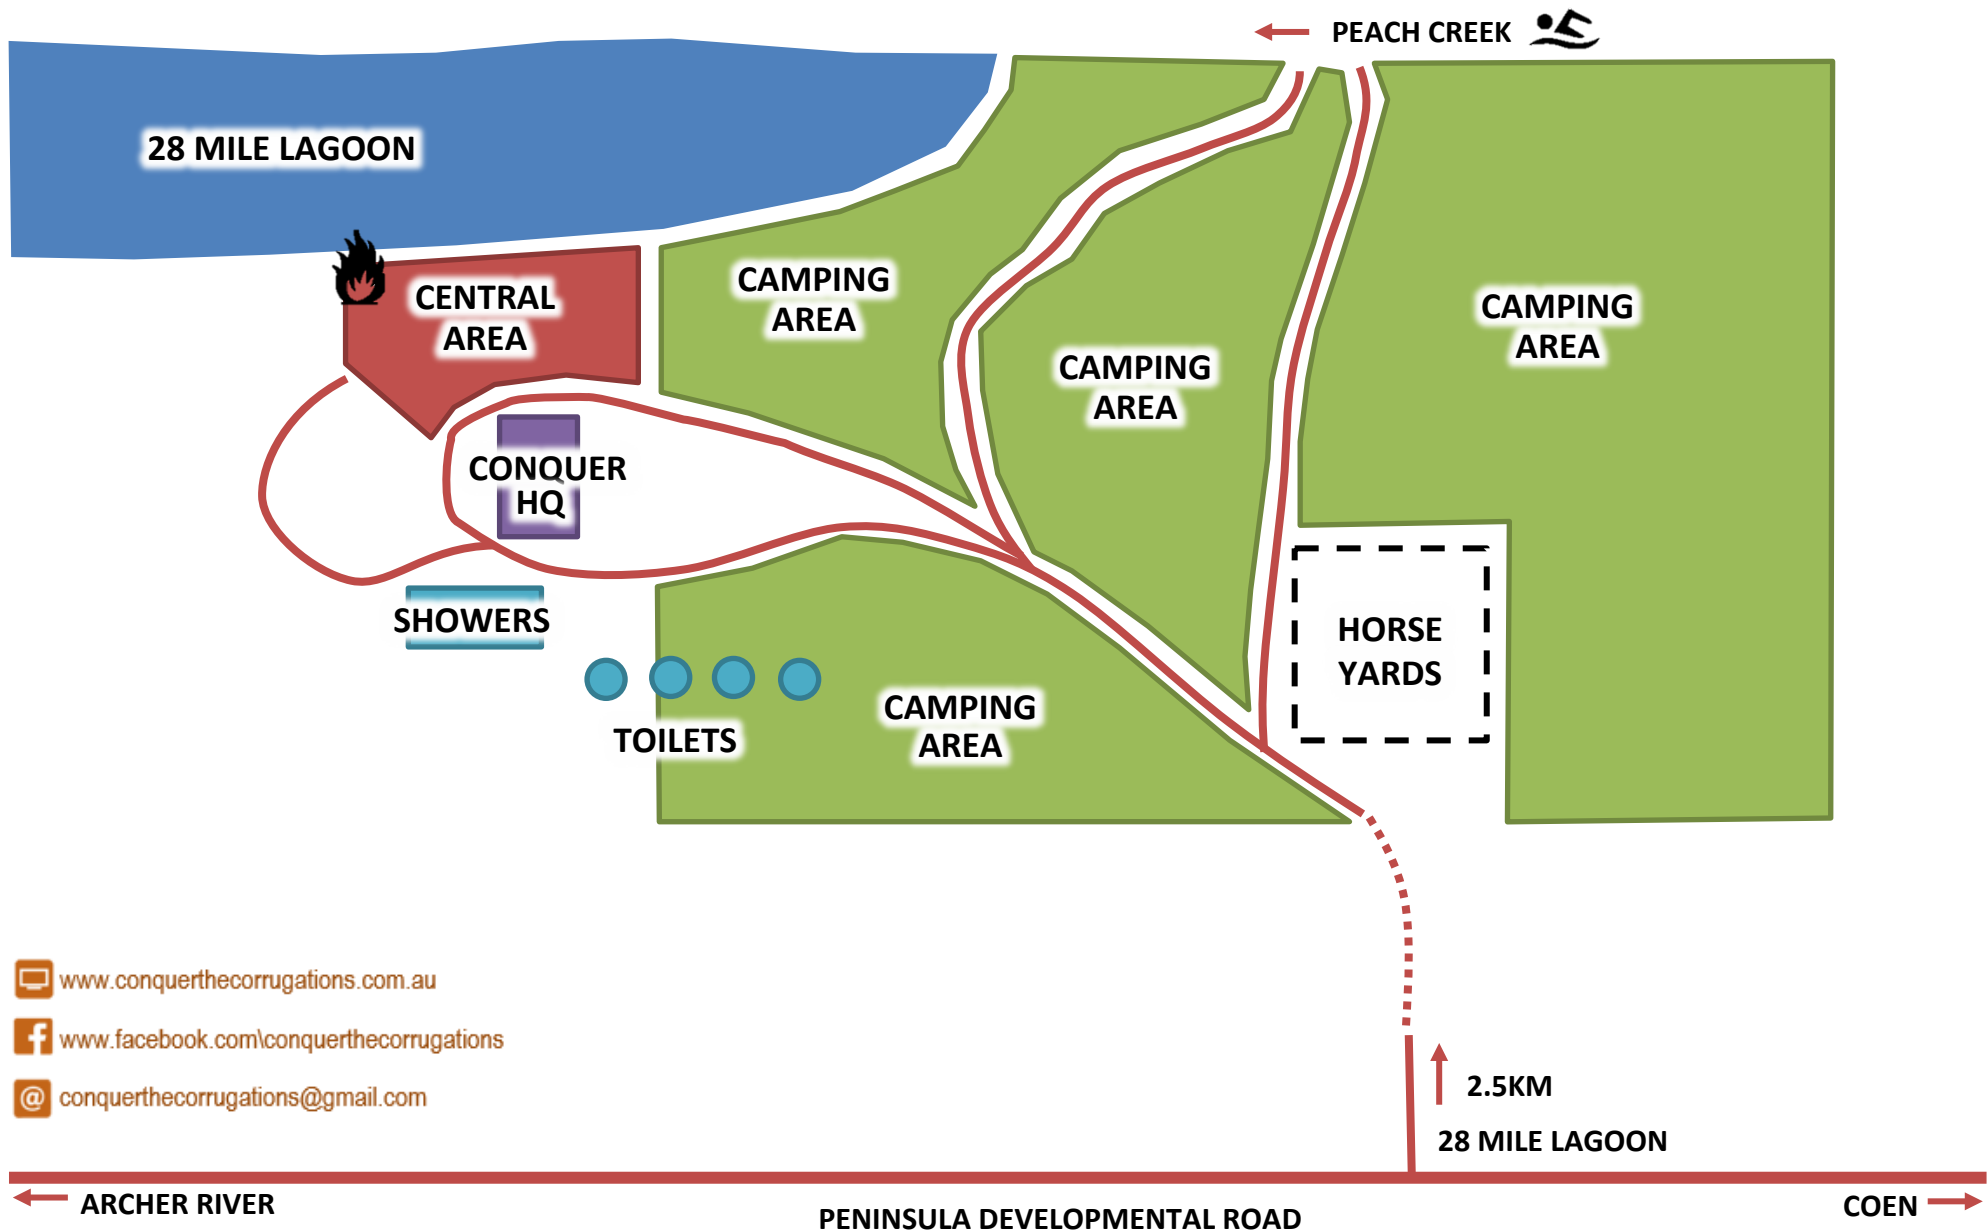 PEACH CREEK
28 MILE LAGOON
CENTRAL
AREA
CAMPING
AREA
CAMPING
AREA
CAMPING
AREA
CONQUER
HQ
SHOWERS
TOILETS
CAMPING
AREA
HORSE
YARDS
www.conquerthecorrugations.com.au
www.facebook.com\conquerthecorrugations
@ conquerthecorrugations@gmail.com
2.5KM
28 MILE LAGOON
ARCHER RIVER
PENINSULA DEVELOPMENTAL ROAD
COEN